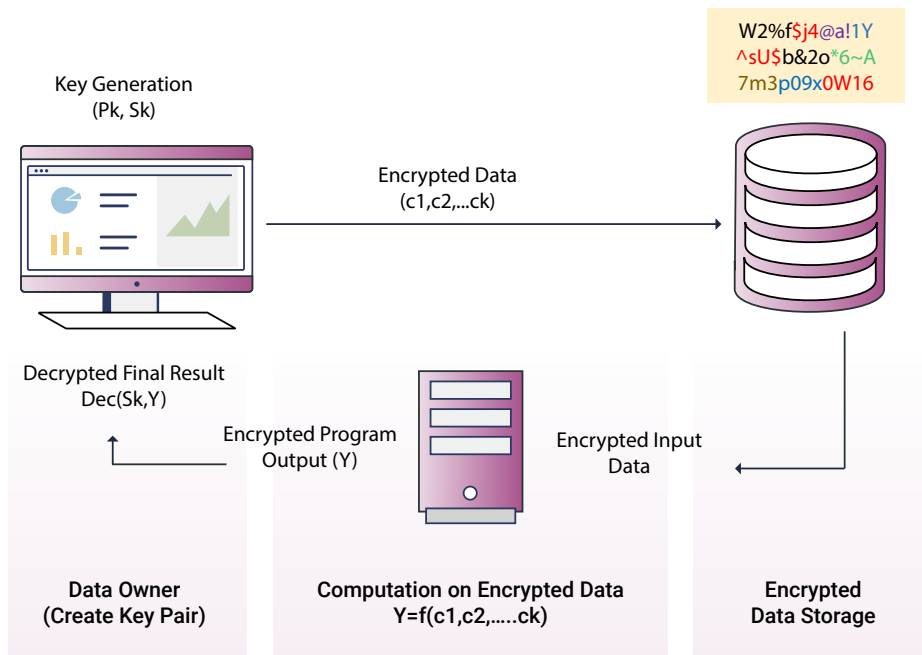 W2%f$j4@a!1Y
^sU$b&2o*6~A
7m3p09x0W16
Key Generation
(Pk, Sk)
Encrypted Data
(c1,c2,...ck)
Decrypted Final Result
Dec(Sk,Y)
Encrypted Program
Output (Y)
Encrypted Input
Data
Data Owner
(Create Key Pair)
Computation on Encrypted Data
Y=f(c1,c2,.....ck)
Encrypted
Data Storage